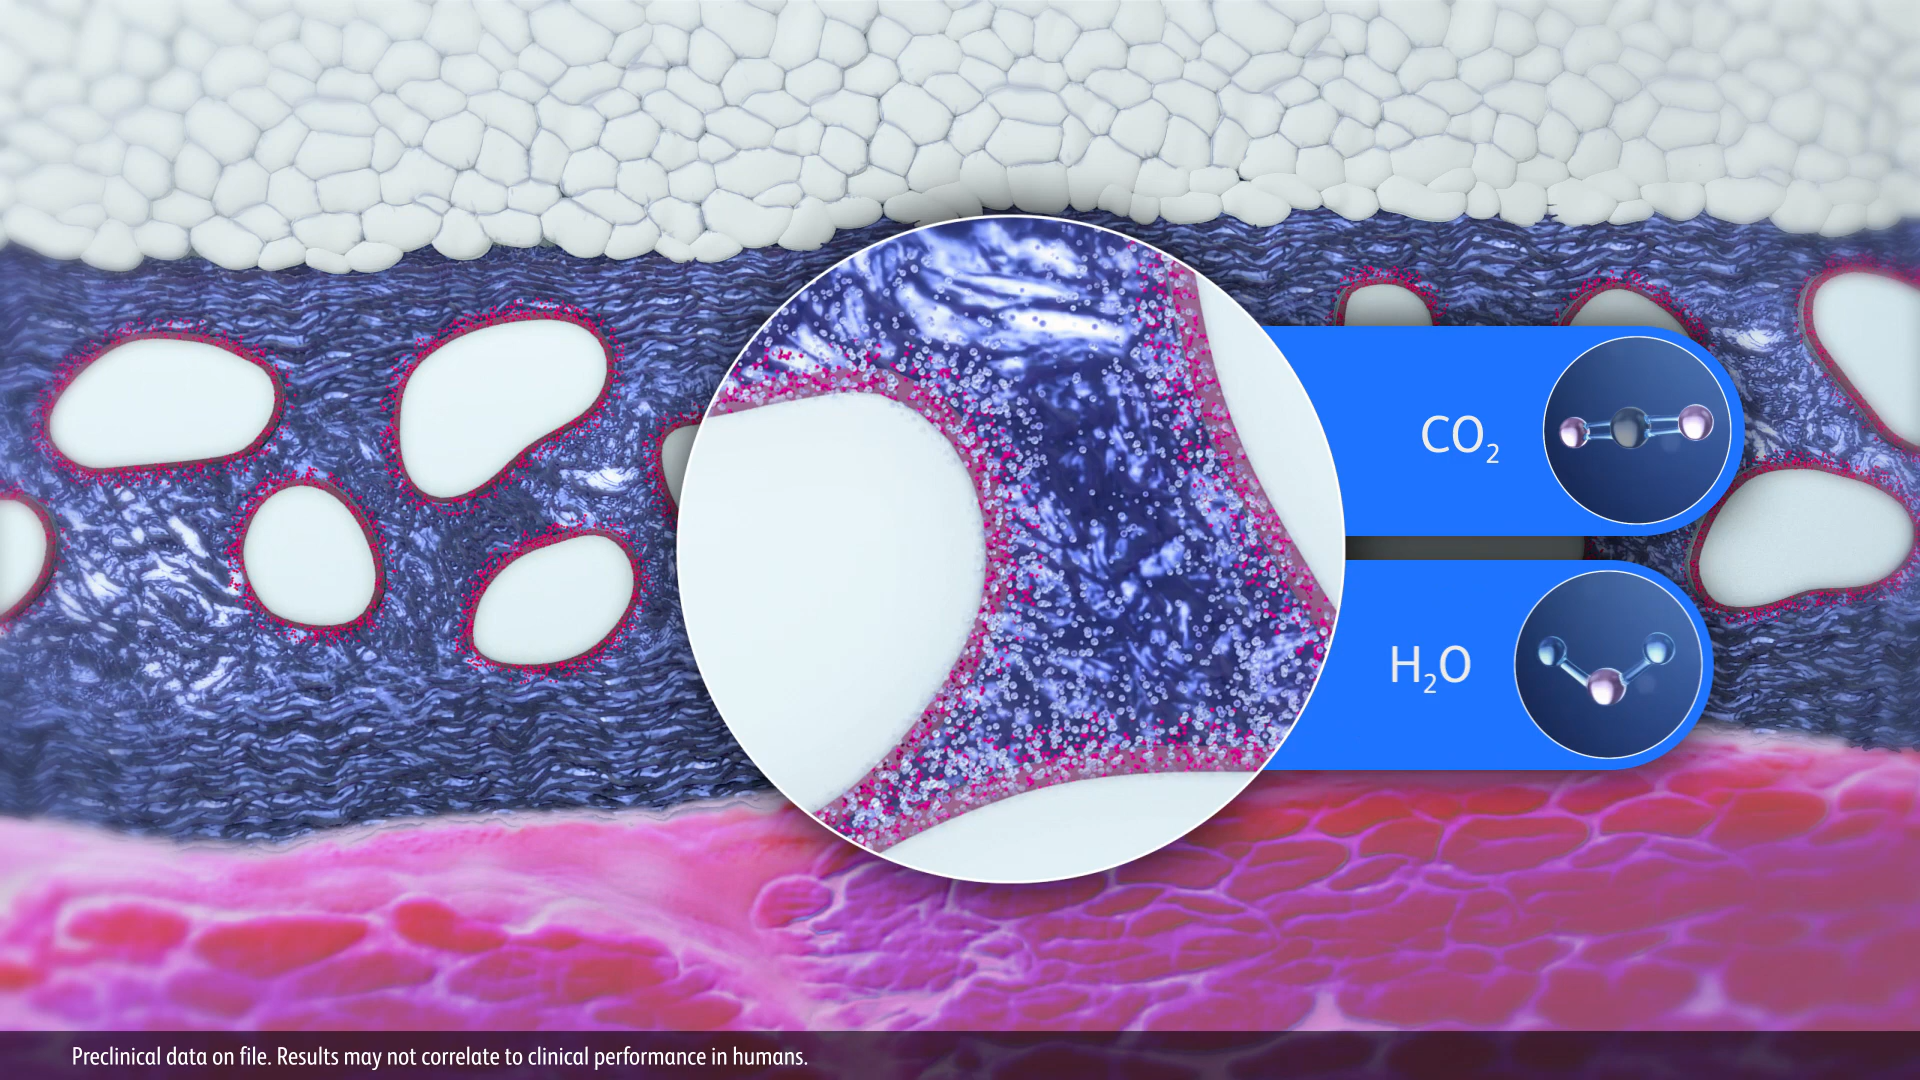 CO₂
H₂O
Preclinical data on file. Results may not correlate to clinical performance in humans.